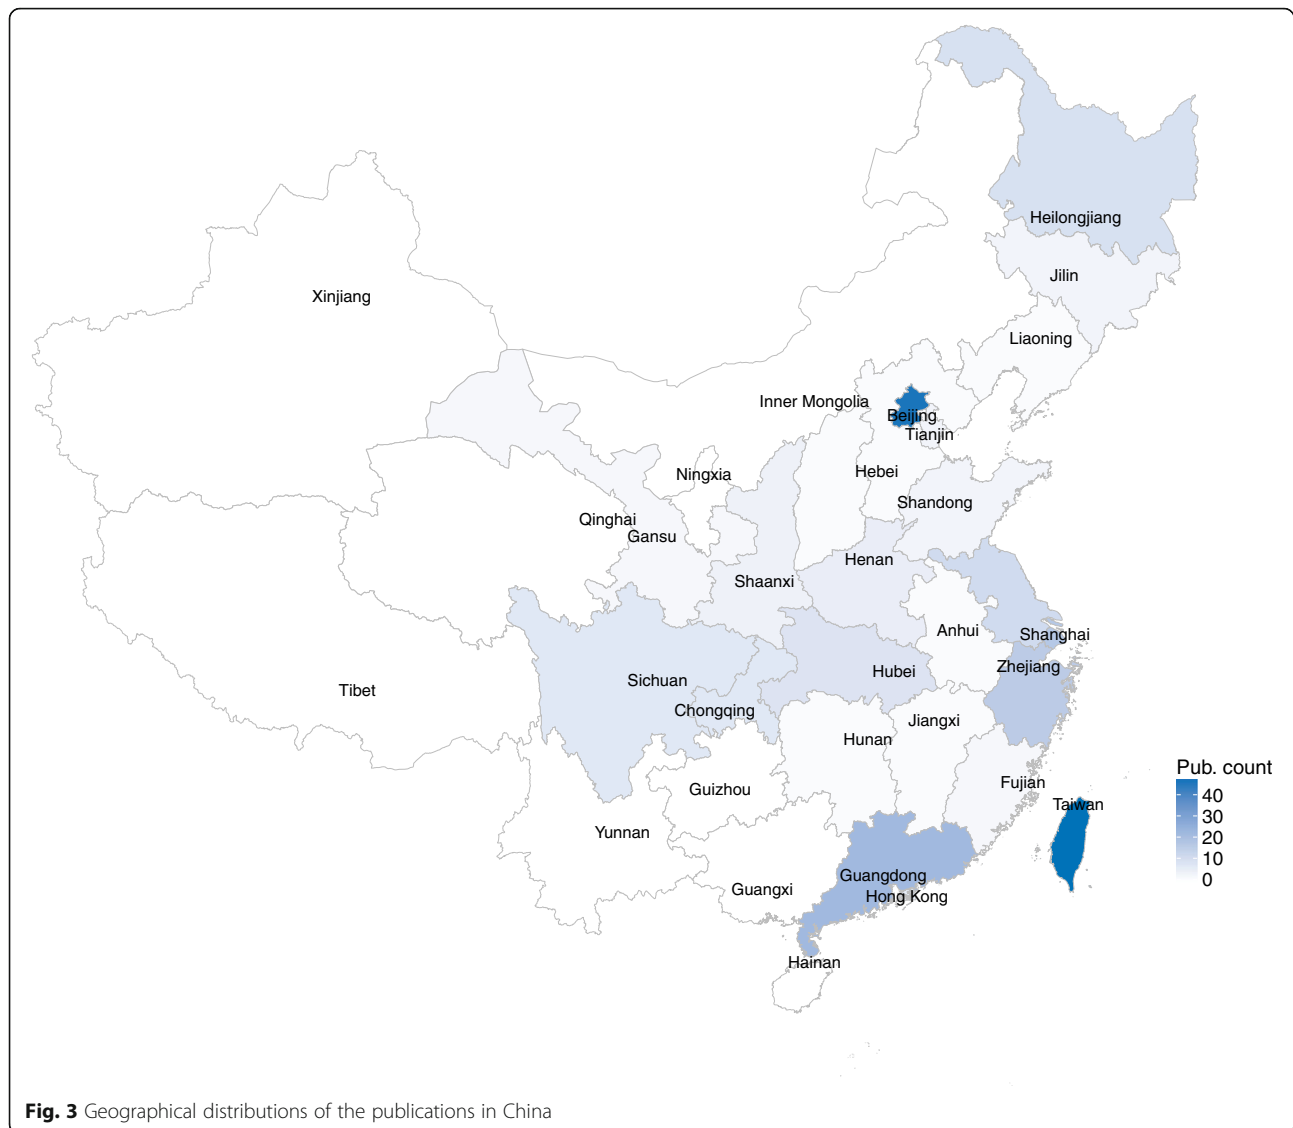 Heilongjiang
Jilin
Xinjiang
Liaoning
Inner Mongolia
Beijing
Tianjin
Hebei
Ningxia
Shandong
Qinghai
Gansu
Henan
Shaanxi
Anhui
Shanghai
Zhejiang
Hubei
Sichuan
Tibet
Chongqing
Jiangxi
Hunan
Pub. count
40
30
20
10
0
Fujian
Guizhou
Taiwan
Yunnan
Guangdong
Guangxi
Hong Kong
Hainan
Fig. 3 Geographical distributions of the publications in China